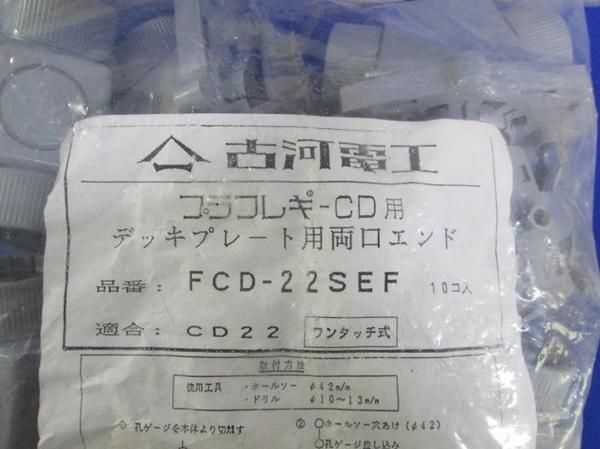 古河電工
プラフレキ-CD用
デッキプレート用両口エンド
品番: FCD-22SEF 10コ入
適合: CD22 ワンタッチ式
取付方法
使用工具 ・ホールソー φ42m/m
・ドリル φ10〜13m/m
① 孔ゲージを本体より切離す
② ホールソー穴あけ(φ42)
孔ゲージ差し込み